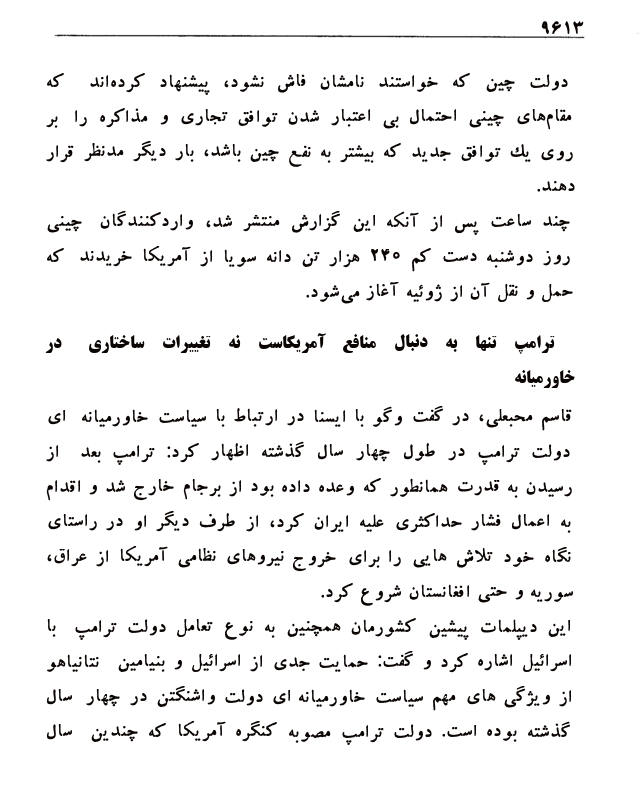 ۹۶۱۳
دولت چین که خواستند نامشان فاش نشود، پیشنهاد کرده‌اند که
مقام‌های چینی احتمال بی اعتبار شدن توافق تجاری و مذاکره را بر
روی یك توافق جدید که بیشتر به نفع چین باشد، بار دیگر مدنظر قرار
دهند.
چند ساعت پس از آنکه این گزارش منتشر شد، واردکنندگان چینی
روز دوشنبه دست کم ۲۴۰ هزار تن دانه سویا از آمریکا خریدند که
حمل و نقل آن از ژوئیه آغاز می‌شود.
ترامپ تنها به دنبال منافع آمریکاست نه تغییرات ساختاری در
خاورمیانه
قاسم محبعلی، در گفت وگو با ایسنا در ارتباط با سیاست خاورمیانه ای
دولت ترامپ در طول چهار سال گذشته اظهار کرد: ترامپ بعد از
رسیدن به قدرت همانطور که وعده داده بود از برجام خارج شد و اقدام
به اعمال فشار حداکثری علیه ایران کرد، از طرف دیگر او در راستای
نگاه خود تلاش هایی را برای خروج نیروهای نظامی آمریکا از عراق،
سوریه و حتی افغانستان شروع کرد.
این دیپلمات پیشین کشورمان همچنین به نوع تعامل دولت ترامپ با
اسرائیل اشاره کرد و گفت: حمایت جدی از اسرائیل و بنیامین نتانیاهو
از ویژگی های مهم سیاست خاورمیانه ای دولت واشنگتن در چهار سال
گذشته بوده است. دولت ترامپ مصوبه کنگره آمریکا که چندین سال